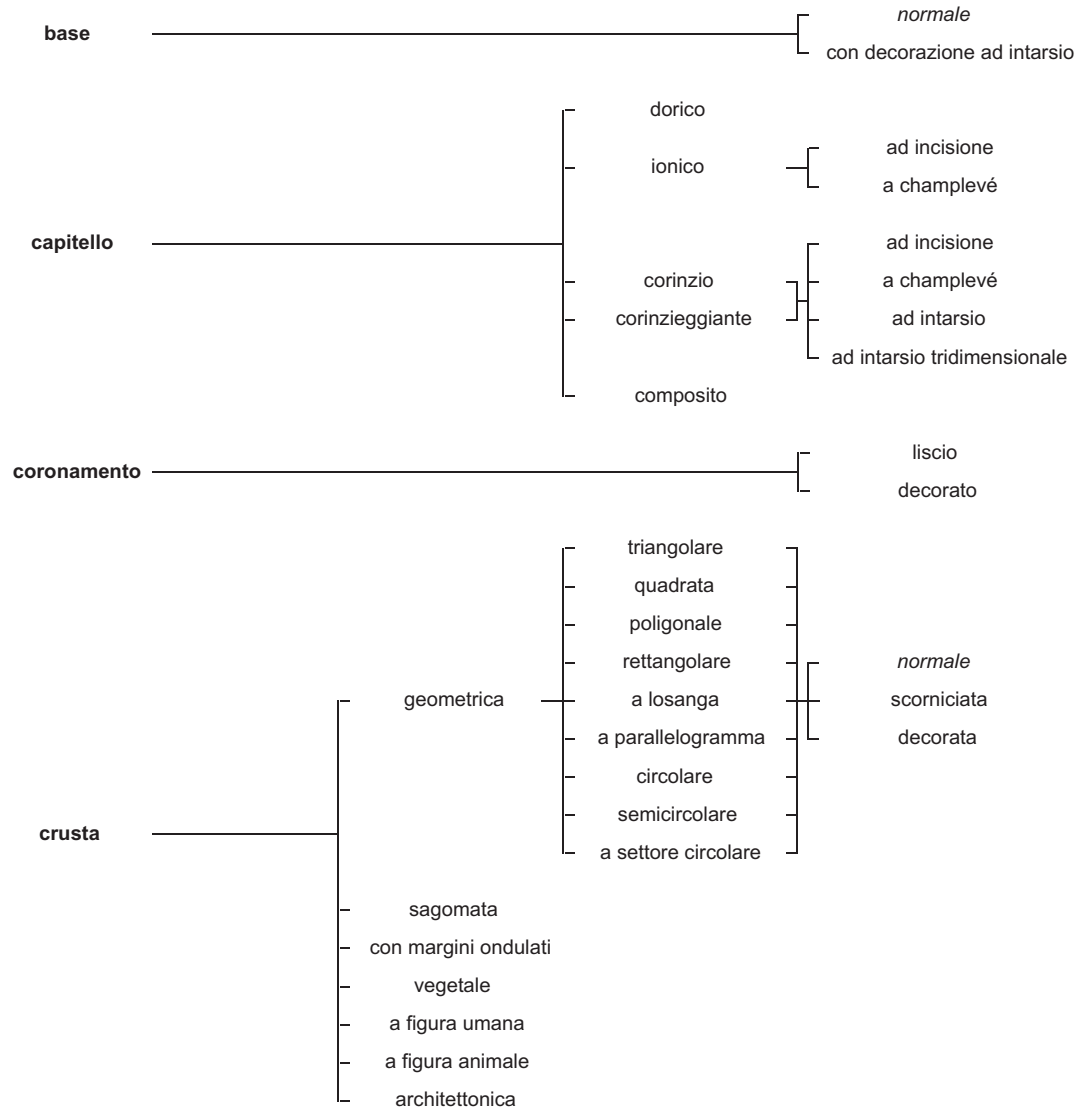 normale
base
con decorazione ad intarsio
dorico
ad incisione
ionico
a champlevé
capitello
ad incisione
corinzio
a champlevé
corinzieggiante
ad intarsio
ad intarsio tridimensionale
composito
liscio
coronamento
decorato
triangolare
quadrata
poligonale
rettangolare
normale
geometrica
a losanga
scorniciata
a parallelogramma
decorata
circolare
semicircolare
crusta
a settore circolare
sagomata
con margini ondulati
vegetale
a figura umana
a figura animale
architettonica